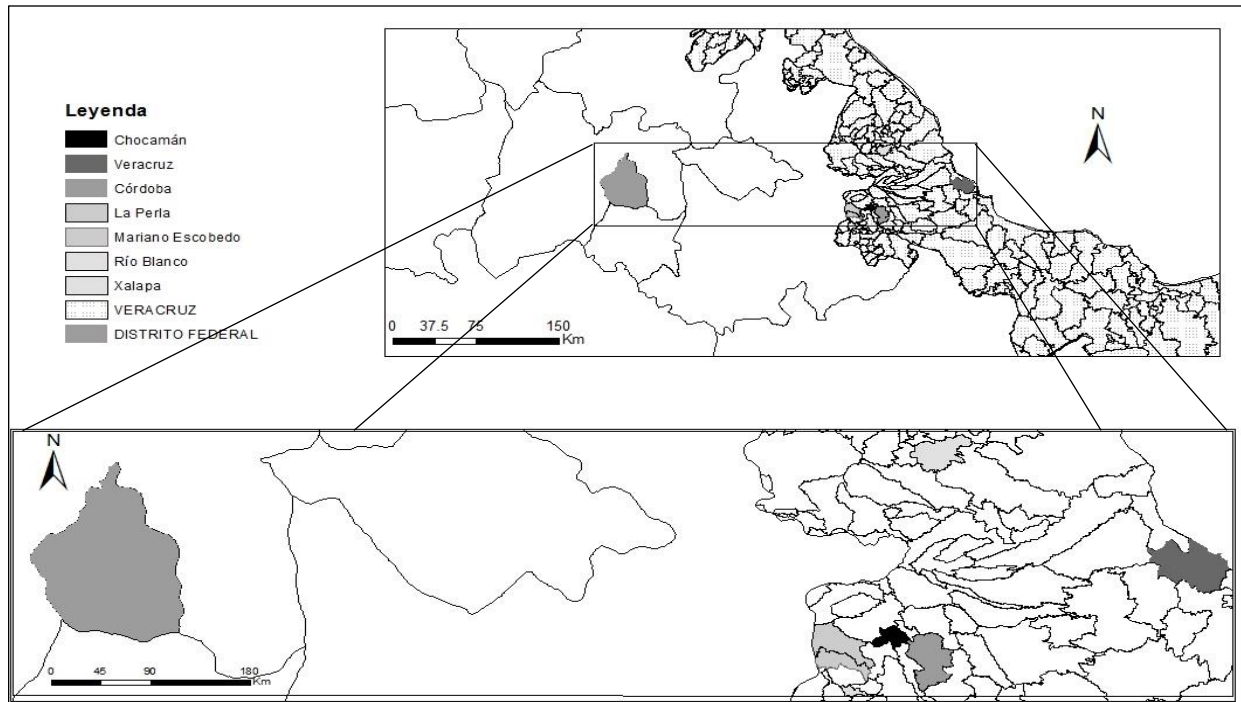 Leyenda
Chocamán
Veracruz
Córdoba
La Perla
Mariano Escobedo
Río Blanco
Xalapa
VERACRUZ
DISTRITO FEDERAL
N
0 37.5 75 150
Km
N
0 45 90 180
Km